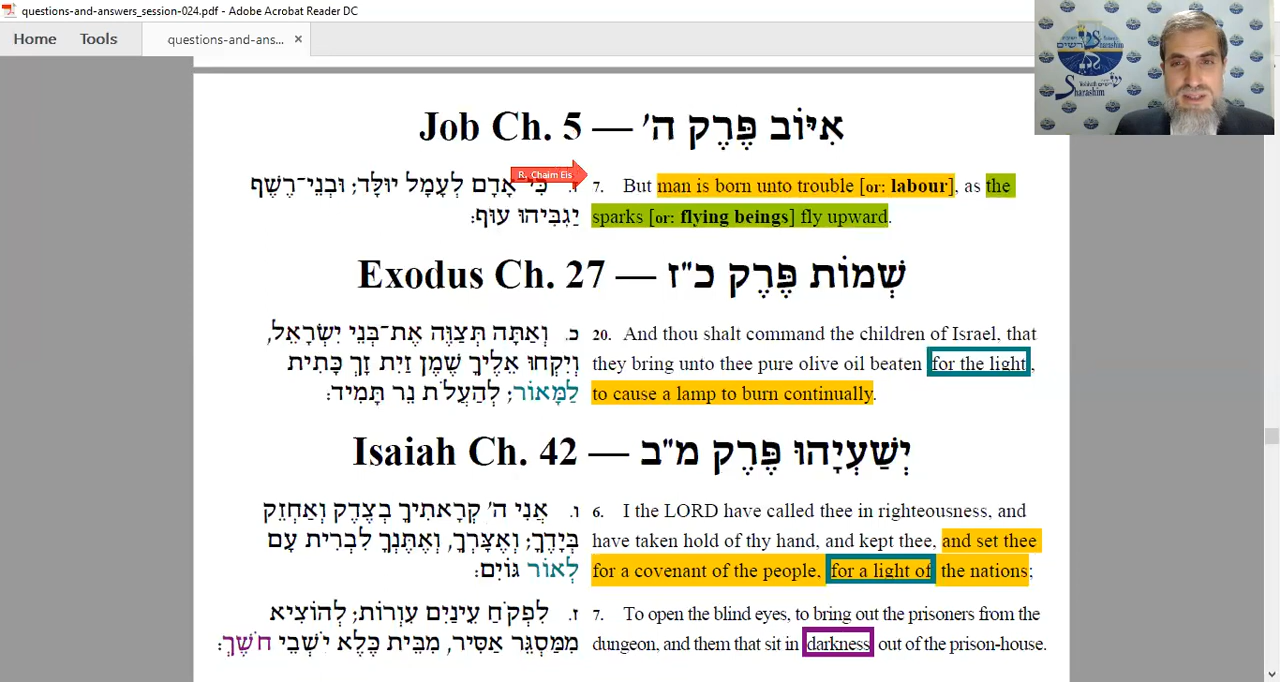 questions-and-answers_session-024.pdf - Adobe Acrobat Reader DC
Home Tools questions-and-ans... ×
שרשים
Sharashim
Job Ch. 5 — אִיּוֹב פֶּרֶק ה'
7. But man is born unto trouble [or: labour], as the
sparks [or: flying beings] fly upward.
R. Chaim Els
כִּי־אָדָם לְעָמָל יוּלָּד; וּבְנֵי־רֶשֶׁף
יַגְבִּיהוּ עוּף:
Exodus Ch. 27 — שְׁמוֹת פֶּרֶק כ"ז
20. And thou shalt command the children of Israel, that
they bring unto thee pure olive oil beaten for the light,
to cause a lamp to burn continually.
כ. וְאַתָּה תְּצַוֶּה אֶת־בְּנֵי יִשְׂרָאֵל,
וְיִקְחוּ אֵלֶיךָ שֶׁמֶן זַיִת זָךְ כָּתִית
לַמָּאוֹר; לְהַעֲלֹת נֵר תָּמִיד:
Isaiah Ch. 42 — יְשַׁעְיָהוּ פֶּרֶק מ"ב
6. I the LORD have called thee in righteousness, and
have taken hold of thy hand, and kept thee, and set thee
for a covenant of the people, for a light of the nations;
ו. אֲנִי ה' קְרָאתִיךָ בְצֶדֶק וְאַחְזֵק
בְּיָדֶךָ; וְאֶצָּרְךָ, וְאֶתֶּנְךָ לִבְרִית עָם
לְאוֹר גּוֹיִם:
7. To open the blind eyes, to bring out the prisoners from the
dungeon, and them that sit in darkness out of the prison-house.
ז. לִפְקֹחַ עֵינַיִם עִוְרוֹת; לְהוֹצִיא
מִמַּסְגֵּר אַסִּיר, מִבֵּית כֶּלֶא יֹשְׁבֵי חֹשֶׁךְ: